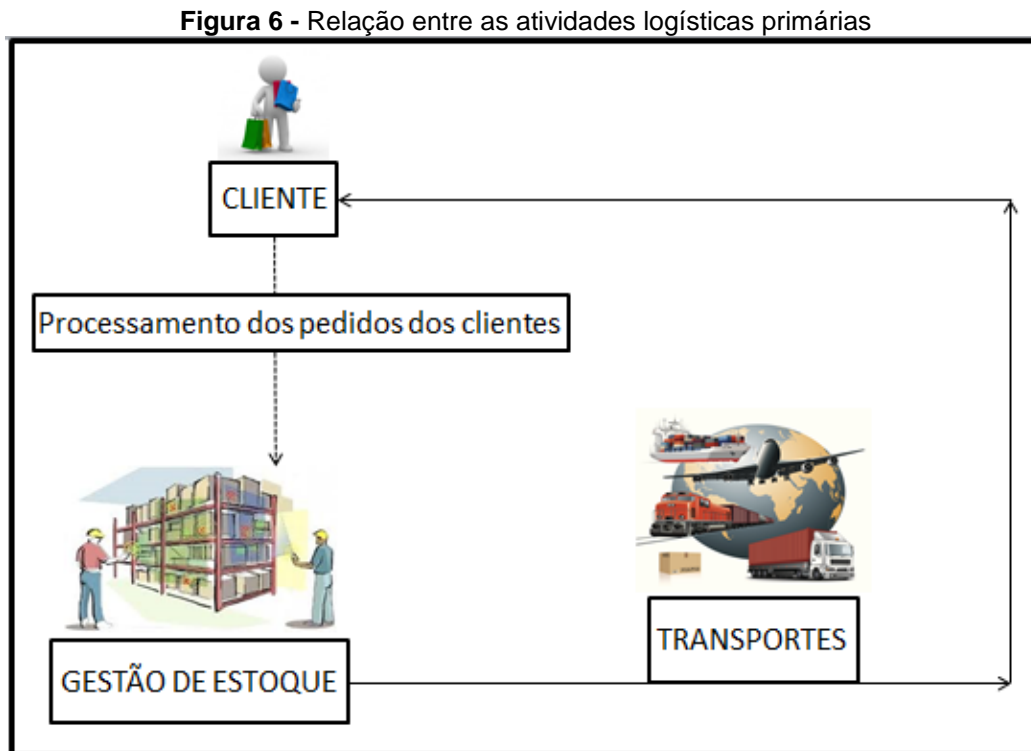 Figura 6 - Relação entre as atividades logísticas primárias
CLIENTE
Processamento dos pedidos dos clientes
TRANSPORTES
GESTÃO DE ESTOQUE